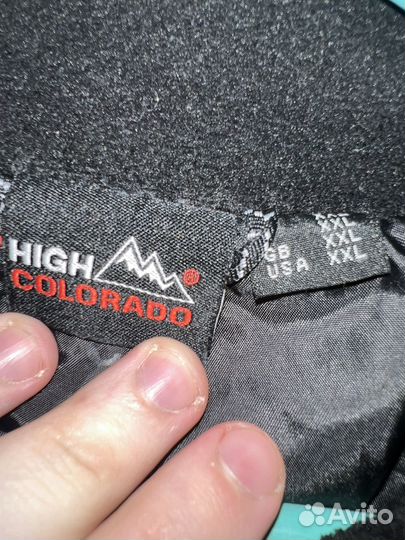 HIGH
COLORADO
®
XXL
GB XXL
USA XXL
Avito